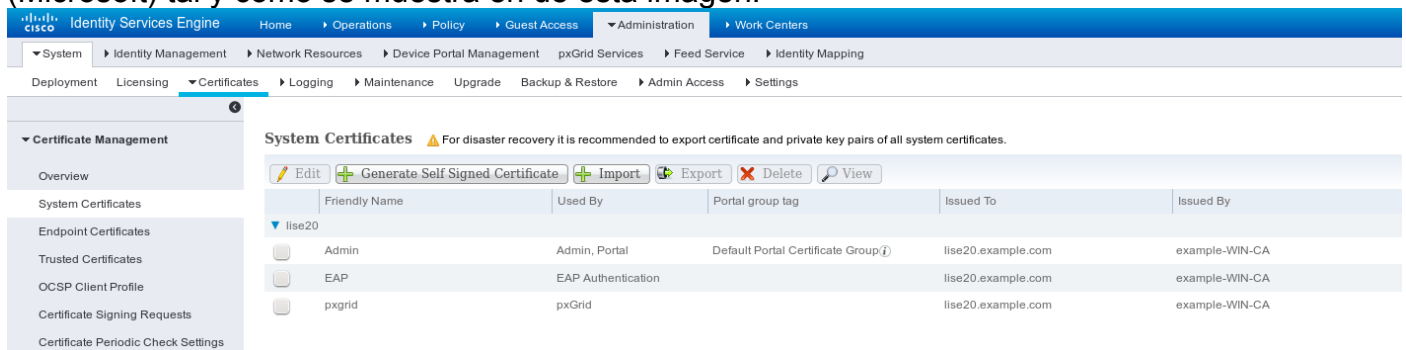 (Microsoft) tal y como se muestra en de esta imagen.
cisco Identity Services Engine Home Operations Policy Guest Access Administration Work Centers
System Identity Management Network Resources Device Portal Management pxGrid Services Feed Service Identity Mapping
Deployment Licensing Certificates Logging Maintenance Upgrade Backup & Restore Admin Access Settings
Certificate Management
Overview
System Certificates
Endpoint Certificates
Trusted Certificates
OCSP Client Profile
Certificate Signing Requests
Certificate Periodic Check Settings
System Certificates For disaster recovery it is recommended to export certificate and private key pairs of all system certificates.
Edit Generate Self Signed Certificate Import Export Delete View
Friendly Name Used By Portal group tag Issued To Issued By
lise20
Admin Admin, Portal Default Portal Certificate Group lise20.example.com example-WIN-CA
EAP EAP Authentication lise20.example.com example-WIN-CA
pxgrid pxGrid lise20.example.com example-WIN-CA